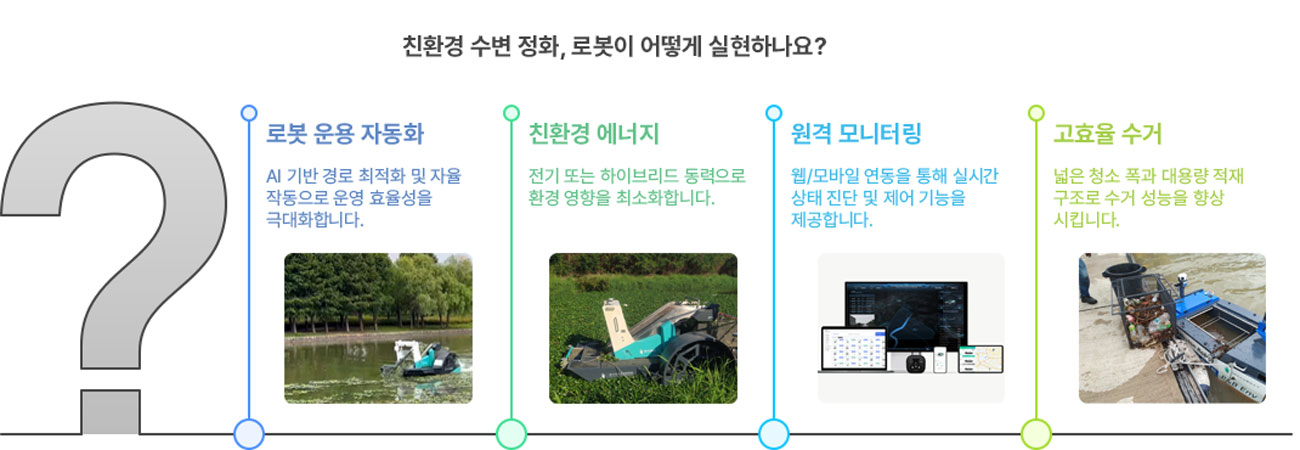 친환경 수변 정화, 로봇이 어떻게 실현하나요?
로봇 운용 자동화
AI 기반 경로 최적화 및 자율
작동으로 운영 효율성을
극대화합니다.
친환경 에너지
전기 또는 하이브리드 동력으로
환경 영향을 최소화합니다.
원격 모니터링
웹/모바일 연동을 통해 실시간
상태 진단 및 제어 기능을
제공합니다.
고효율 수거
넓은 청소 폭과 대용량 적재
구조로 수거 성능을 향상
시킵니다.